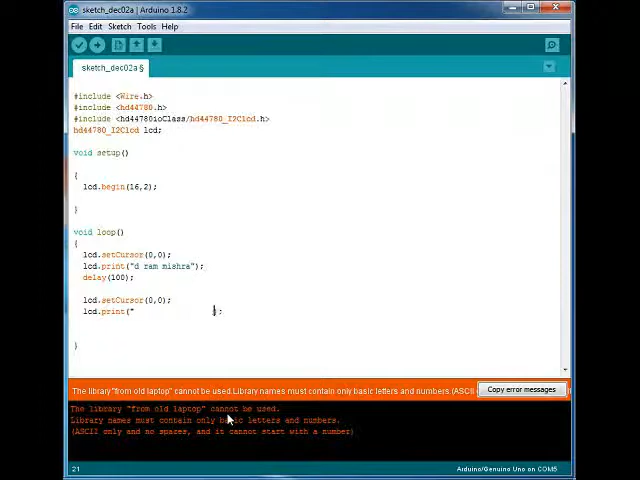 sketch_dec02a | Arduino 1.8.2
File Edit Sketch Tools Help
sketch_dec02a §
#include <Wire.h>
#include <hd44780.h>
#include <hd44780ioClass/hd44780_I2Clcd.h>
hd44780_I2Clcd lcd;
void setup()
{
lcd.begin(16,2);
}
void loop()
{
lcd.setCursor(0,0);
lcd.print("d ram mishra");
delay(100);
lcd.setCursor(0,0);
lcd.print("                );
}
The library "from old laptop" cannot be used.Library names must contain only basic letters and numbers.(ASCII
Copy error messages
The library "from old laptop" cannot be used.
Library names must contain only basic letters and numbers.
(ASCII only and no spaces, and it cannot start with a number)
21
Arduino/Genuino Uno on COM5